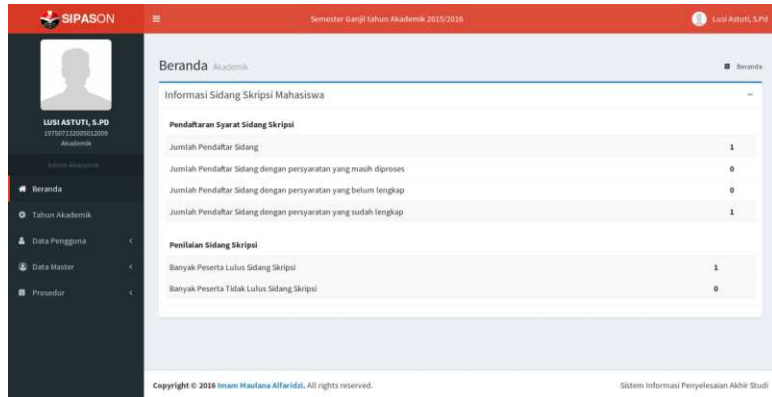 SIPASON
Semester Ganjil tahun Akademik 2015/2016
Lusi Astuti, S.Pd
LUSI ASTUTI, S.PD
197507132005012009
Akademik
Admin Akademik
Beranda
Tahun Akademik
Data Pengguna
Data Master
Prosedur
Beranda Akademik
Beranda
Informasi Sidang Skripsi Mahasiswa
Pendaftaran Syarat Sidang Skripsi
Jumlah Pendaftar Sidang 1
Jumlah Pendaftar Sidang dengan persyaratan yang masih diproses 0
Jumlah Pendaftar Sidang dengan persyaratan yang belum lengkap 0
Jumlah Pendaftar Sidang dengan persyaratan yang sudah lengkap 1
Penilaian Sidang Skripsi
Banyak Peserta Lulus Sidang Skripsi 1
Banyak Peserta Tidak Lulus Sidang Skripsi 0
Copyright © 2016 Imam Maulana Alfaridzi. All rights reserved.
Sistem Informasi Penyelesaian Akhir Studi